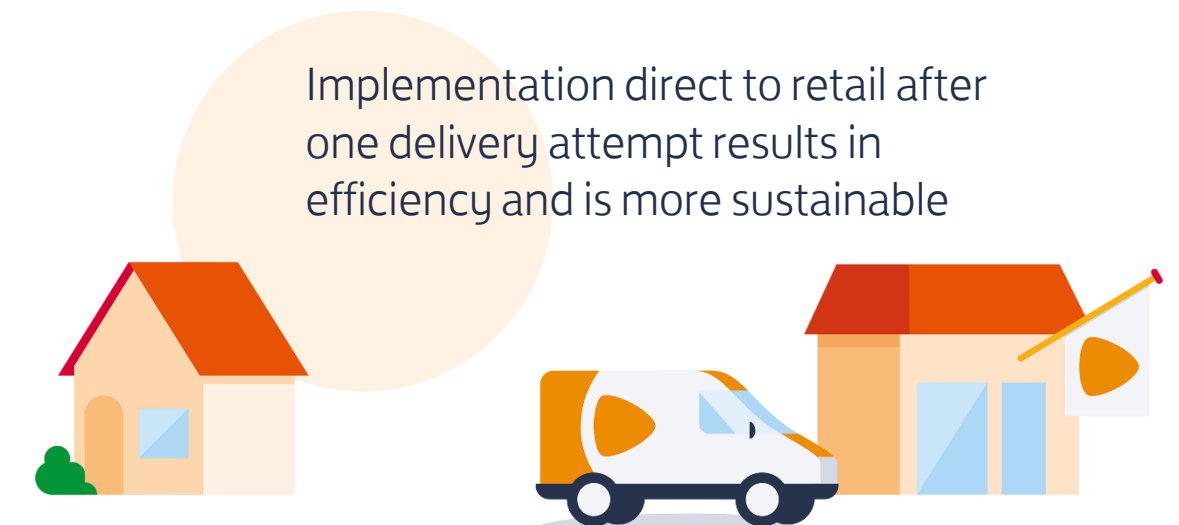 Implementation direct to retail after
one delivery attempt results in
efficiency and is more sustainable